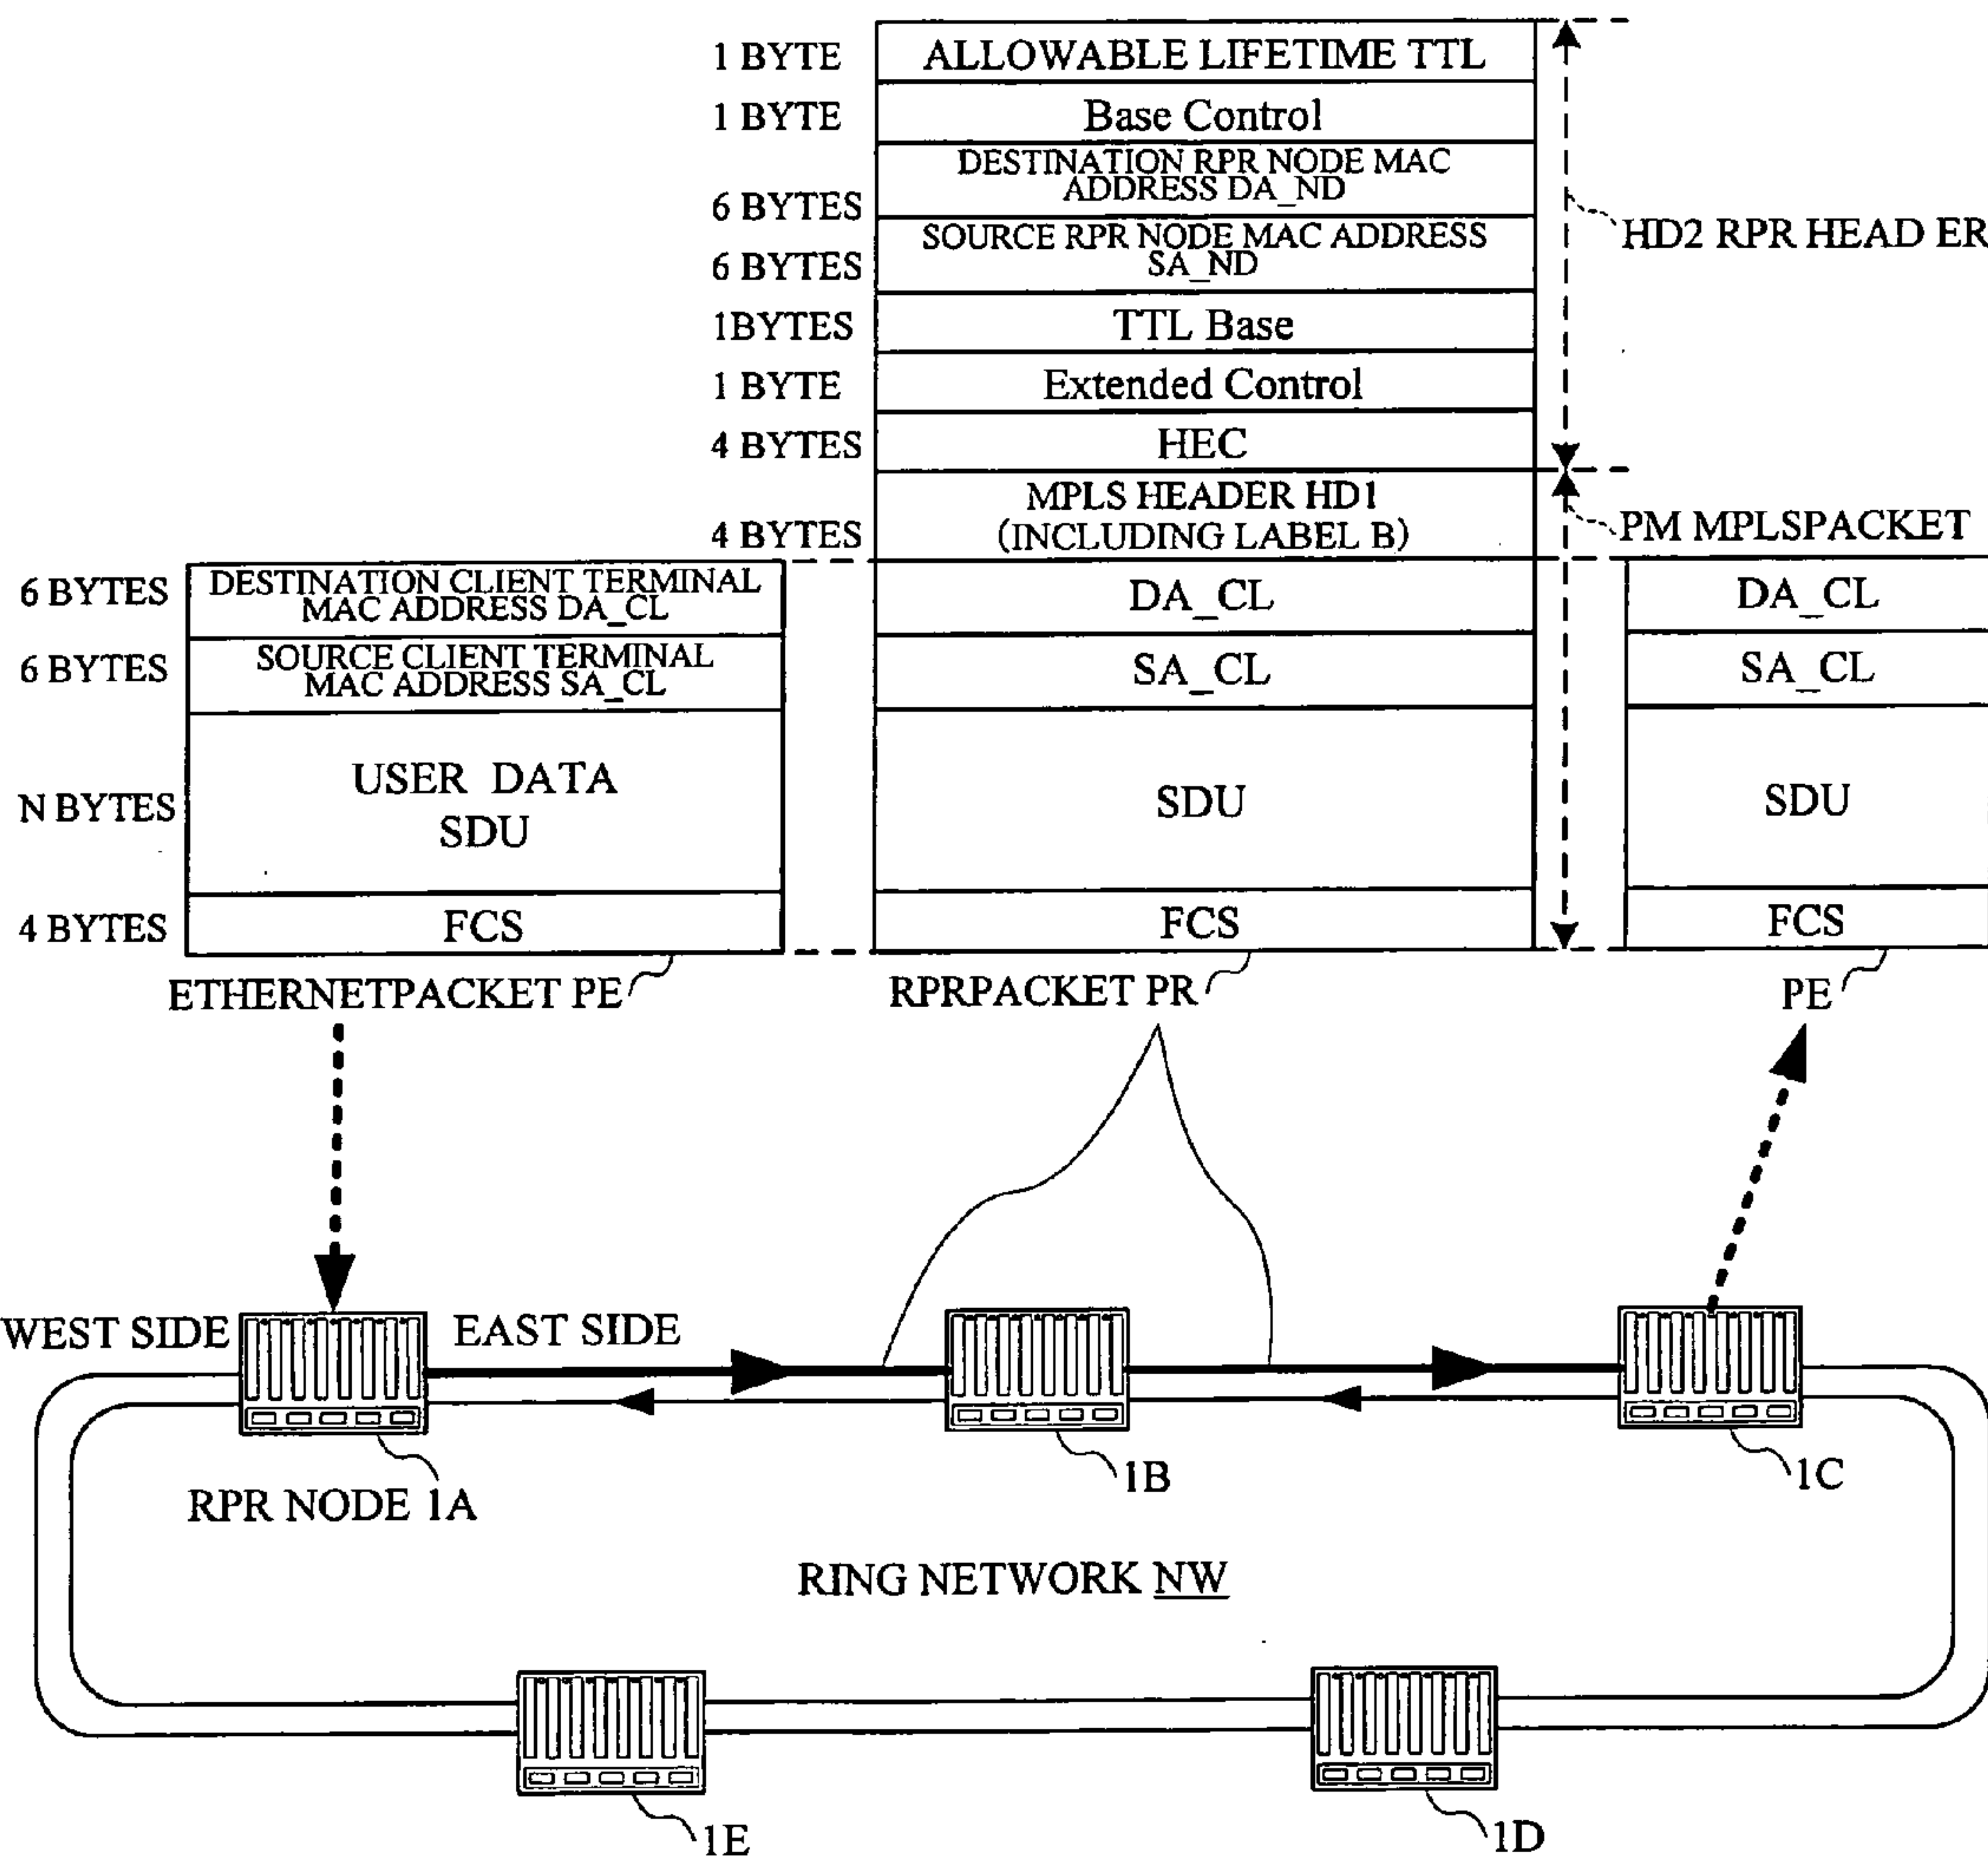 1 BYTE
ALLOWABLE LIFETIME TTL
1 BYTE
Base Control
6 BYTES
DESTINATION RPR NODE MAC
ADDRESS DA_ND
6 BYTES
SOURCE RPR NODE MAC ADDRESS
SA_ND
HD2 RPR HEAD ER
1BYTES
TTL Base
1 BYTE
Extended Control
4 BYTES
HEC
4 BYTES
MPLS HEADER HD1
(INCLUDING LABEL B)
PM MPLSPACKET
6 BYTES
DESTINATION CLIENT TERMINAL
MAC ADDRESS DA_CL
DA_CL
DA_CL
6 BYTES
SOURCE CLIENT TERMINAL
MAC ADDRESS SA_CL
SA_CL
SA_CL
N BYTES
USER DATA
SDU
SDU
SDU
4 BYTES
FCS
FCS
FCS
ETHERNETPACKET PE
RPRPACKET PR
PE
WEST SIDE
EAST SIDE
RPR NODE 1A
1B
1C
RING NETWORK NW
1E
1D